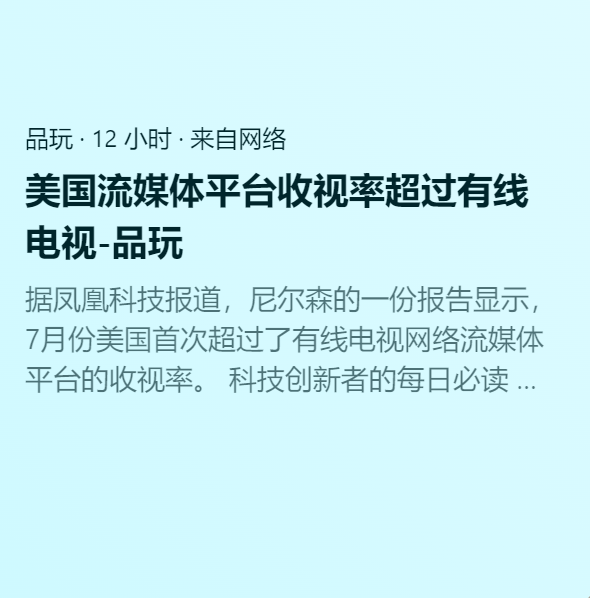 品玩 · 12 小时 · 来自网络
美国流媒体平台收视率超过有线
电视-品玩
据凤凰科技报道，尼尔森的一份报告显示，
7月份美国首次超过了有线电视网络流媒体
平台的收视率。 科技创新者的每日必读 ...